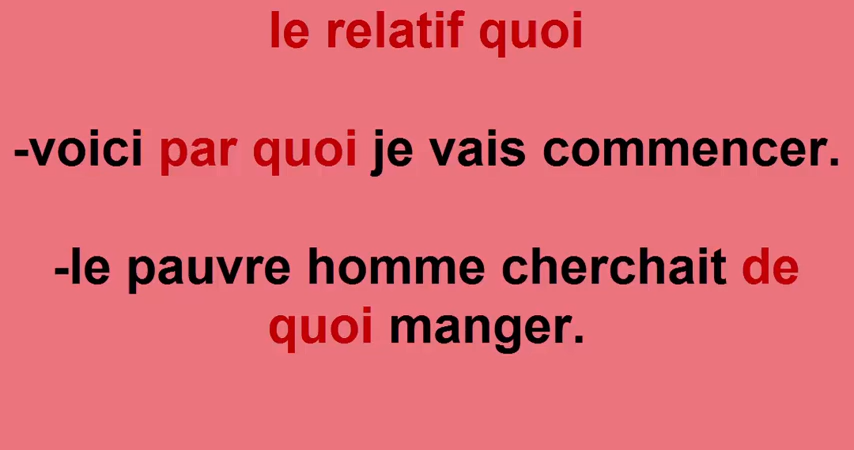 le relatif quoi
-voici par quoi je vais commencer.
-le pauvre homme cherchait de
quoi manger.